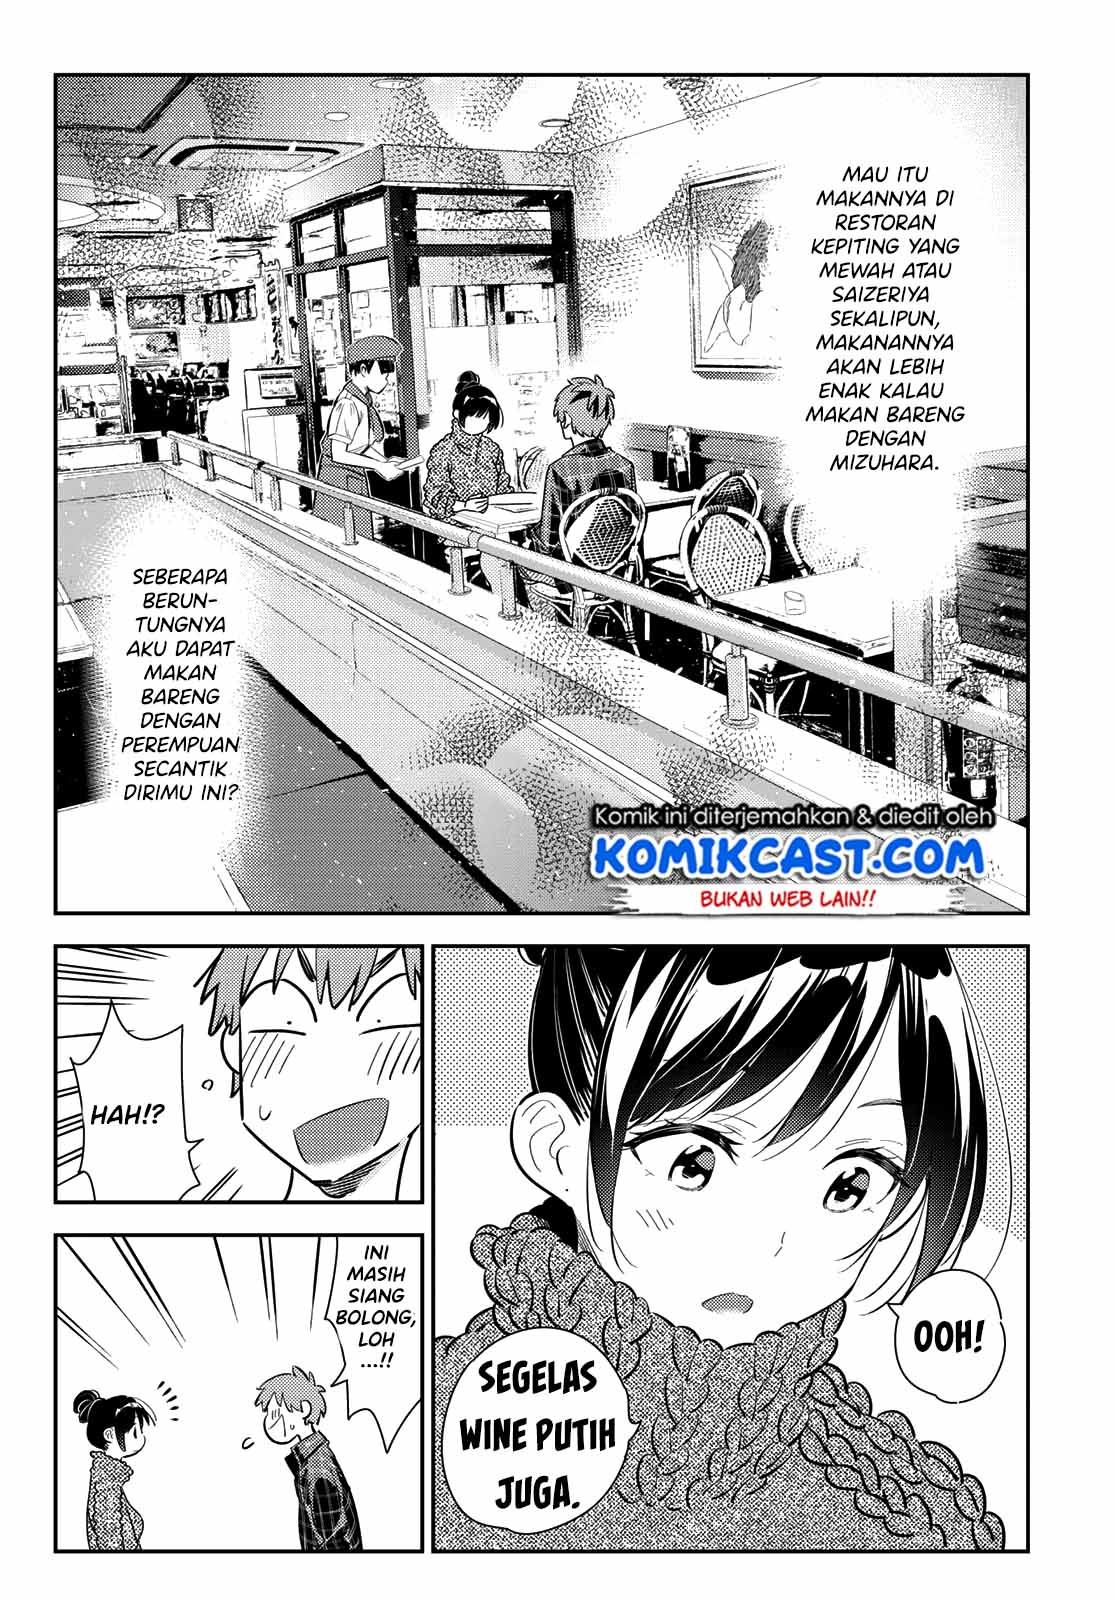 MAU ITU
MAKANNYA DI
RESTORAN
KEPITING YANG
MEWAH ATAU
SAIZERIYA
SEKALIPUN,
MAKANANNYA
AKAN LEBIH
ENAK KALAU
MAKAN BARENG
DENGAN
MIZUHARA.
SEBERAPA
BERUN-
TUNGNYA
AKU DAPAT
MAKAN
BARENG
DENGAN
PEREMPUAN
SECANTIK
DIRIMU INI?
Komik ini diterjemahkan & diedit oleh
KOMIKCAST.COM
BUKAN WEB LAIN!!
OOH!
SEGELAS
WINE PUTIH
JUGA.
HAH!?
INI
MASIH
SIANG
BOLONG,
LOH
...!!